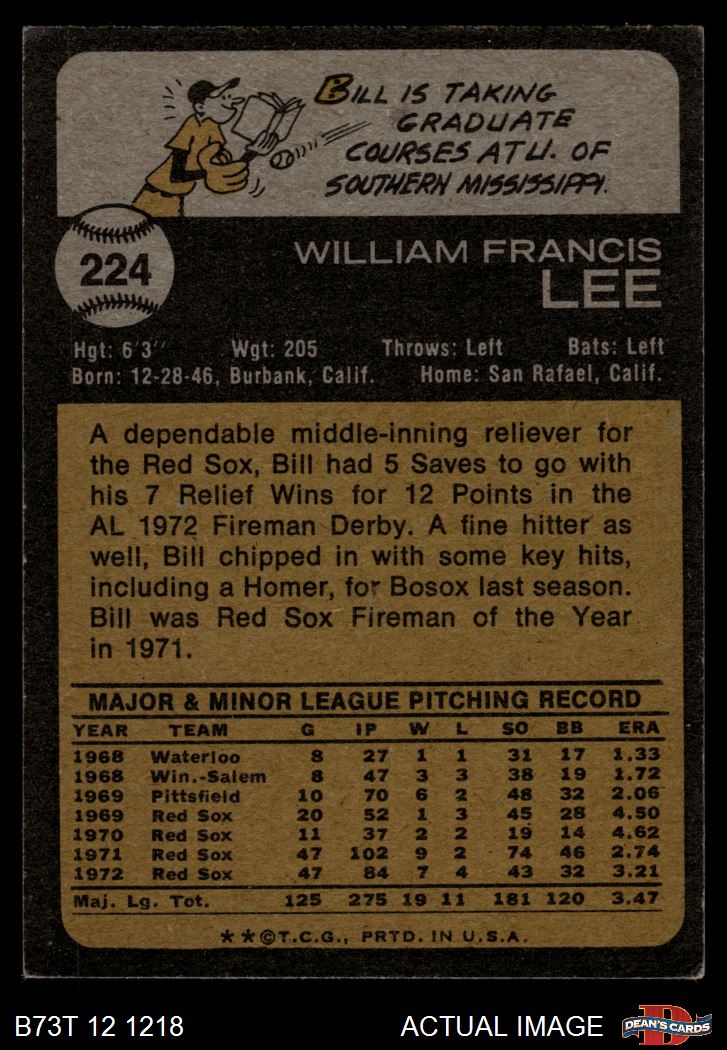 BILL IS TAKING
GRADUATE
COURSES AT U. OF
SOUTHERN MISSISSIPPI.
224
WILLIAM FRANCIS
LEE
Hgt: 6'3" Wgt: 205 Throws: Left Bats: Left
Born: 12-28-46, Burbank, Calif. Home: San Rafael, Calif.
A dependable middle-inning reliever for
the Red Sox, Bill had 5 Saves to go with
his 7 Relief Wins for 12 Points in the
AL 1972 Fireman Derby. A fine hitter as
well, Bill chipped in with some key hits,
including a Homer, for Bosox last season.
Bill was Red Sox Fireman of the Year
in 1971.
MAJOR & MINOR LEAGUE PITCHING RECORD
YEAR TEAM G IP W L SO BB ERA
1968 Waterloo 8 27 1 1 31 17 1.33
1968 Win.-Salem 8 47 3 3 38 19 1.72
1969 Pittsfield 10 70 6 2 48 32 2.06
1969 Red Sox 20 52 1 3 45 28 4.50
1970 Red Sox 11 37 2 2 19 14 4.62
1971 Red Sox 47 102 9 2 74 46 2.74
1972 Red Sox 47 84 7 4 43 32 3.21
Maj. Lg. Tot. 125 275 19 11 181 120 3.47
**©T.C.G., PRTD. IN U.S.A.
B73T 12 1218 ACTUAL IMAGE D DEAN'S CARDS